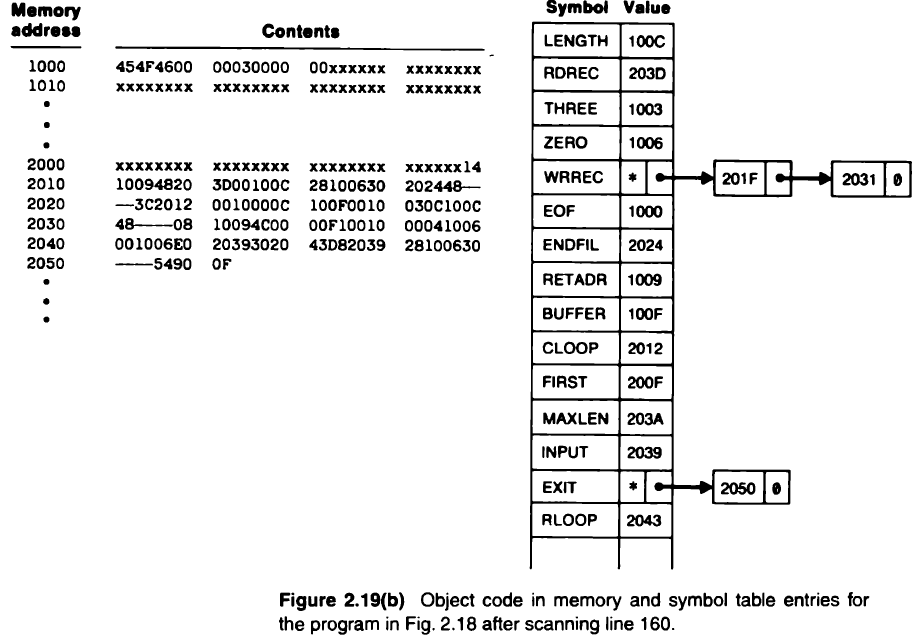 Memory address Contents
1000 454F4600 00030000 00xxxxxx xxxxxxxx
1010 xxxxxxxx xxxxxxxx xxxxxxxx xxxxxxxx
•
•
•
2000 xxxxxxxx xxxxxxxx xxxxxxxx xxxxxx14
2010 10094820 3D00100C 28100630 202448—
2020 —3C2012 0010000C 100F0010 030C100C
2030 48——08 10094C00 00F10010 00041006
2040 001006E0 20393020 43D82039 28100630
2050 ——5490 0F
•
•
•
Symbol Value
LENGTH 100C
RDREC 203D
THREE 1003
ZERO 1006
WRREC * 201F 2031 0
EOF 1000
ENDFIL 2024
RETADR 1009
BUFFER 100F
CLOOP 2012
FIRST 200F
MAXLEN 203A
INPUT 2039
EXIT * 2050 0
RLOOP 2043
Figure 2.19(b) Object code in memory and symbol table entries for
the program in Fig. 2.18 after scanning line 160.